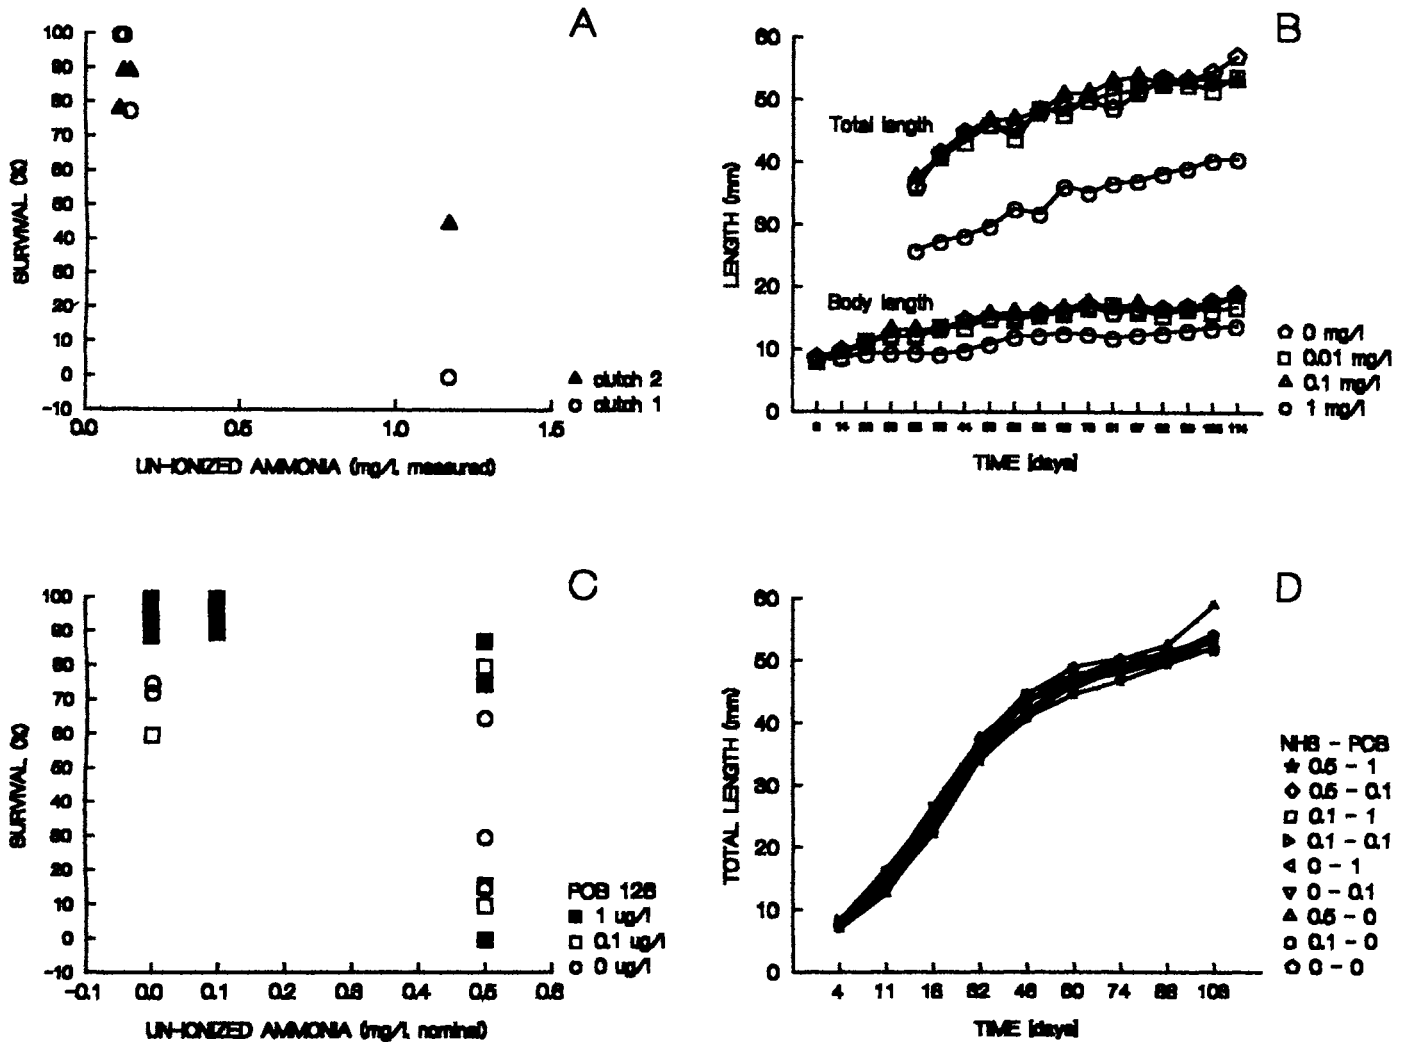 A
100
90
80
70
60
50
40
30
20
10
0
-10
SURVIVAL (%)
0.0 0.5 1.0 1.5
UN-IONIZED AMMONIA (mg/l, measured)
▲ clutch 2
○ clutch 1
B
60
50
40
30
20
10
0
LENGTH (mm)
Total length
Body length
14 44 114
TIME [days]
0 mg/l
0.01 mg/l
0.1 mg/l
1 mg/l
C
100
90
80
70
60
50
40
30
20
10
0
-10
SURVIVAL (%)
-0.1 0.0 0.1 0.2 0.3 0.4 0.5 0.6
UN-IONIZED AMMONIA (mg/l, nominal)
PCB 126
1 ug/l
0.1 ug/l
0 ug/l
D
60
50
40
30
20
10
0
TOTAL LENGTH (mm)
4 11 18 32 46 60 74 88
TIME [days]
NH3 - PCB
0.5 - 1
0.5 - 0.1
0.1 - 1
0.1 - 0.1
0 - 1
0 - 0.1
0.5 - 0
0.1 - 0
0 - 0